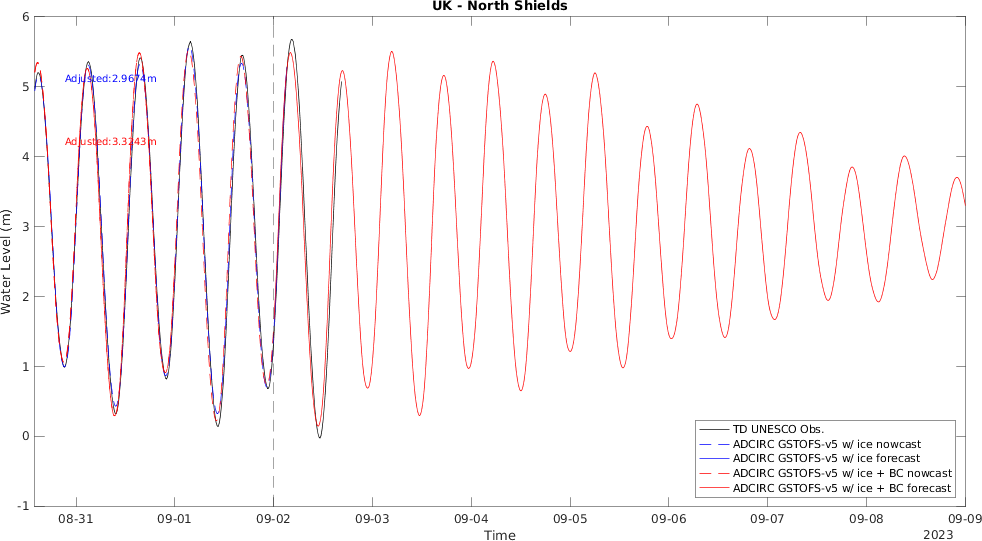 UK - North Shields
6
5
4
3
2
1
0
-1
Water Level (m)
Adjusted:2.9674m
Adjusted:3.3243m
TD UNESCO Obs.
ADCIRC GSTOFS-v5 w/ ice nowcast
ADCIRC GSTOFS-v5 w/ ice forecast
ADCIRC GSTOFS-v5 w/ ice + BC nowcast
ADCIRC GSTOFS-v5 w/ ice + BC forecast
08-31 09-01 09-02 09-03 09-04 09-05 09-06 09-07 09-08 09-09
Time
2023